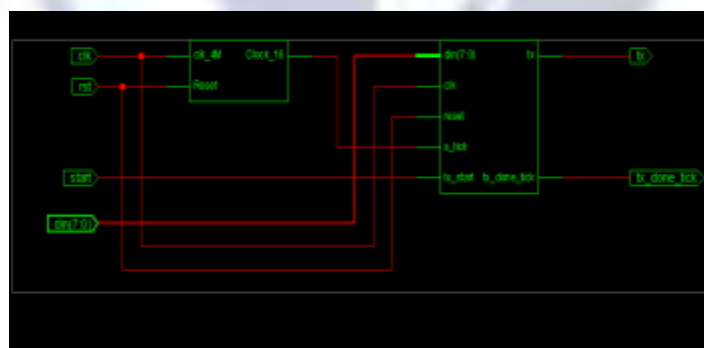 clk
rst
start
din(7:0)
clk_4M Clock_16
Reset
din(7:0) tx
clk
reset
s_tick
tx_start tx_done_tick
tx
tx_done_tick